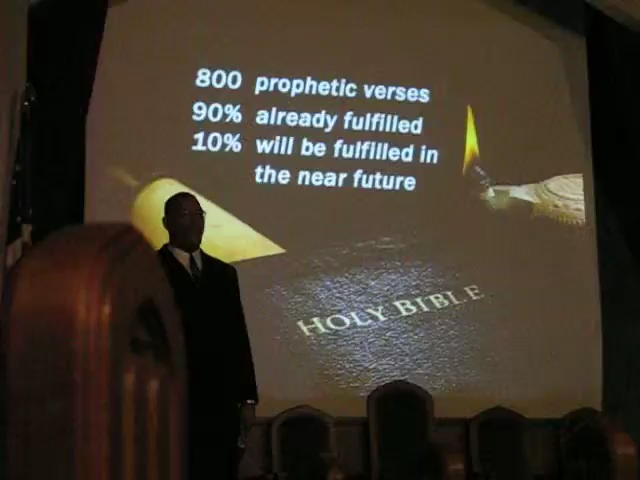 800 prophetic verses
90% already fulfilled
10% will be fulfilled in
the near future
HOLY BIBLE